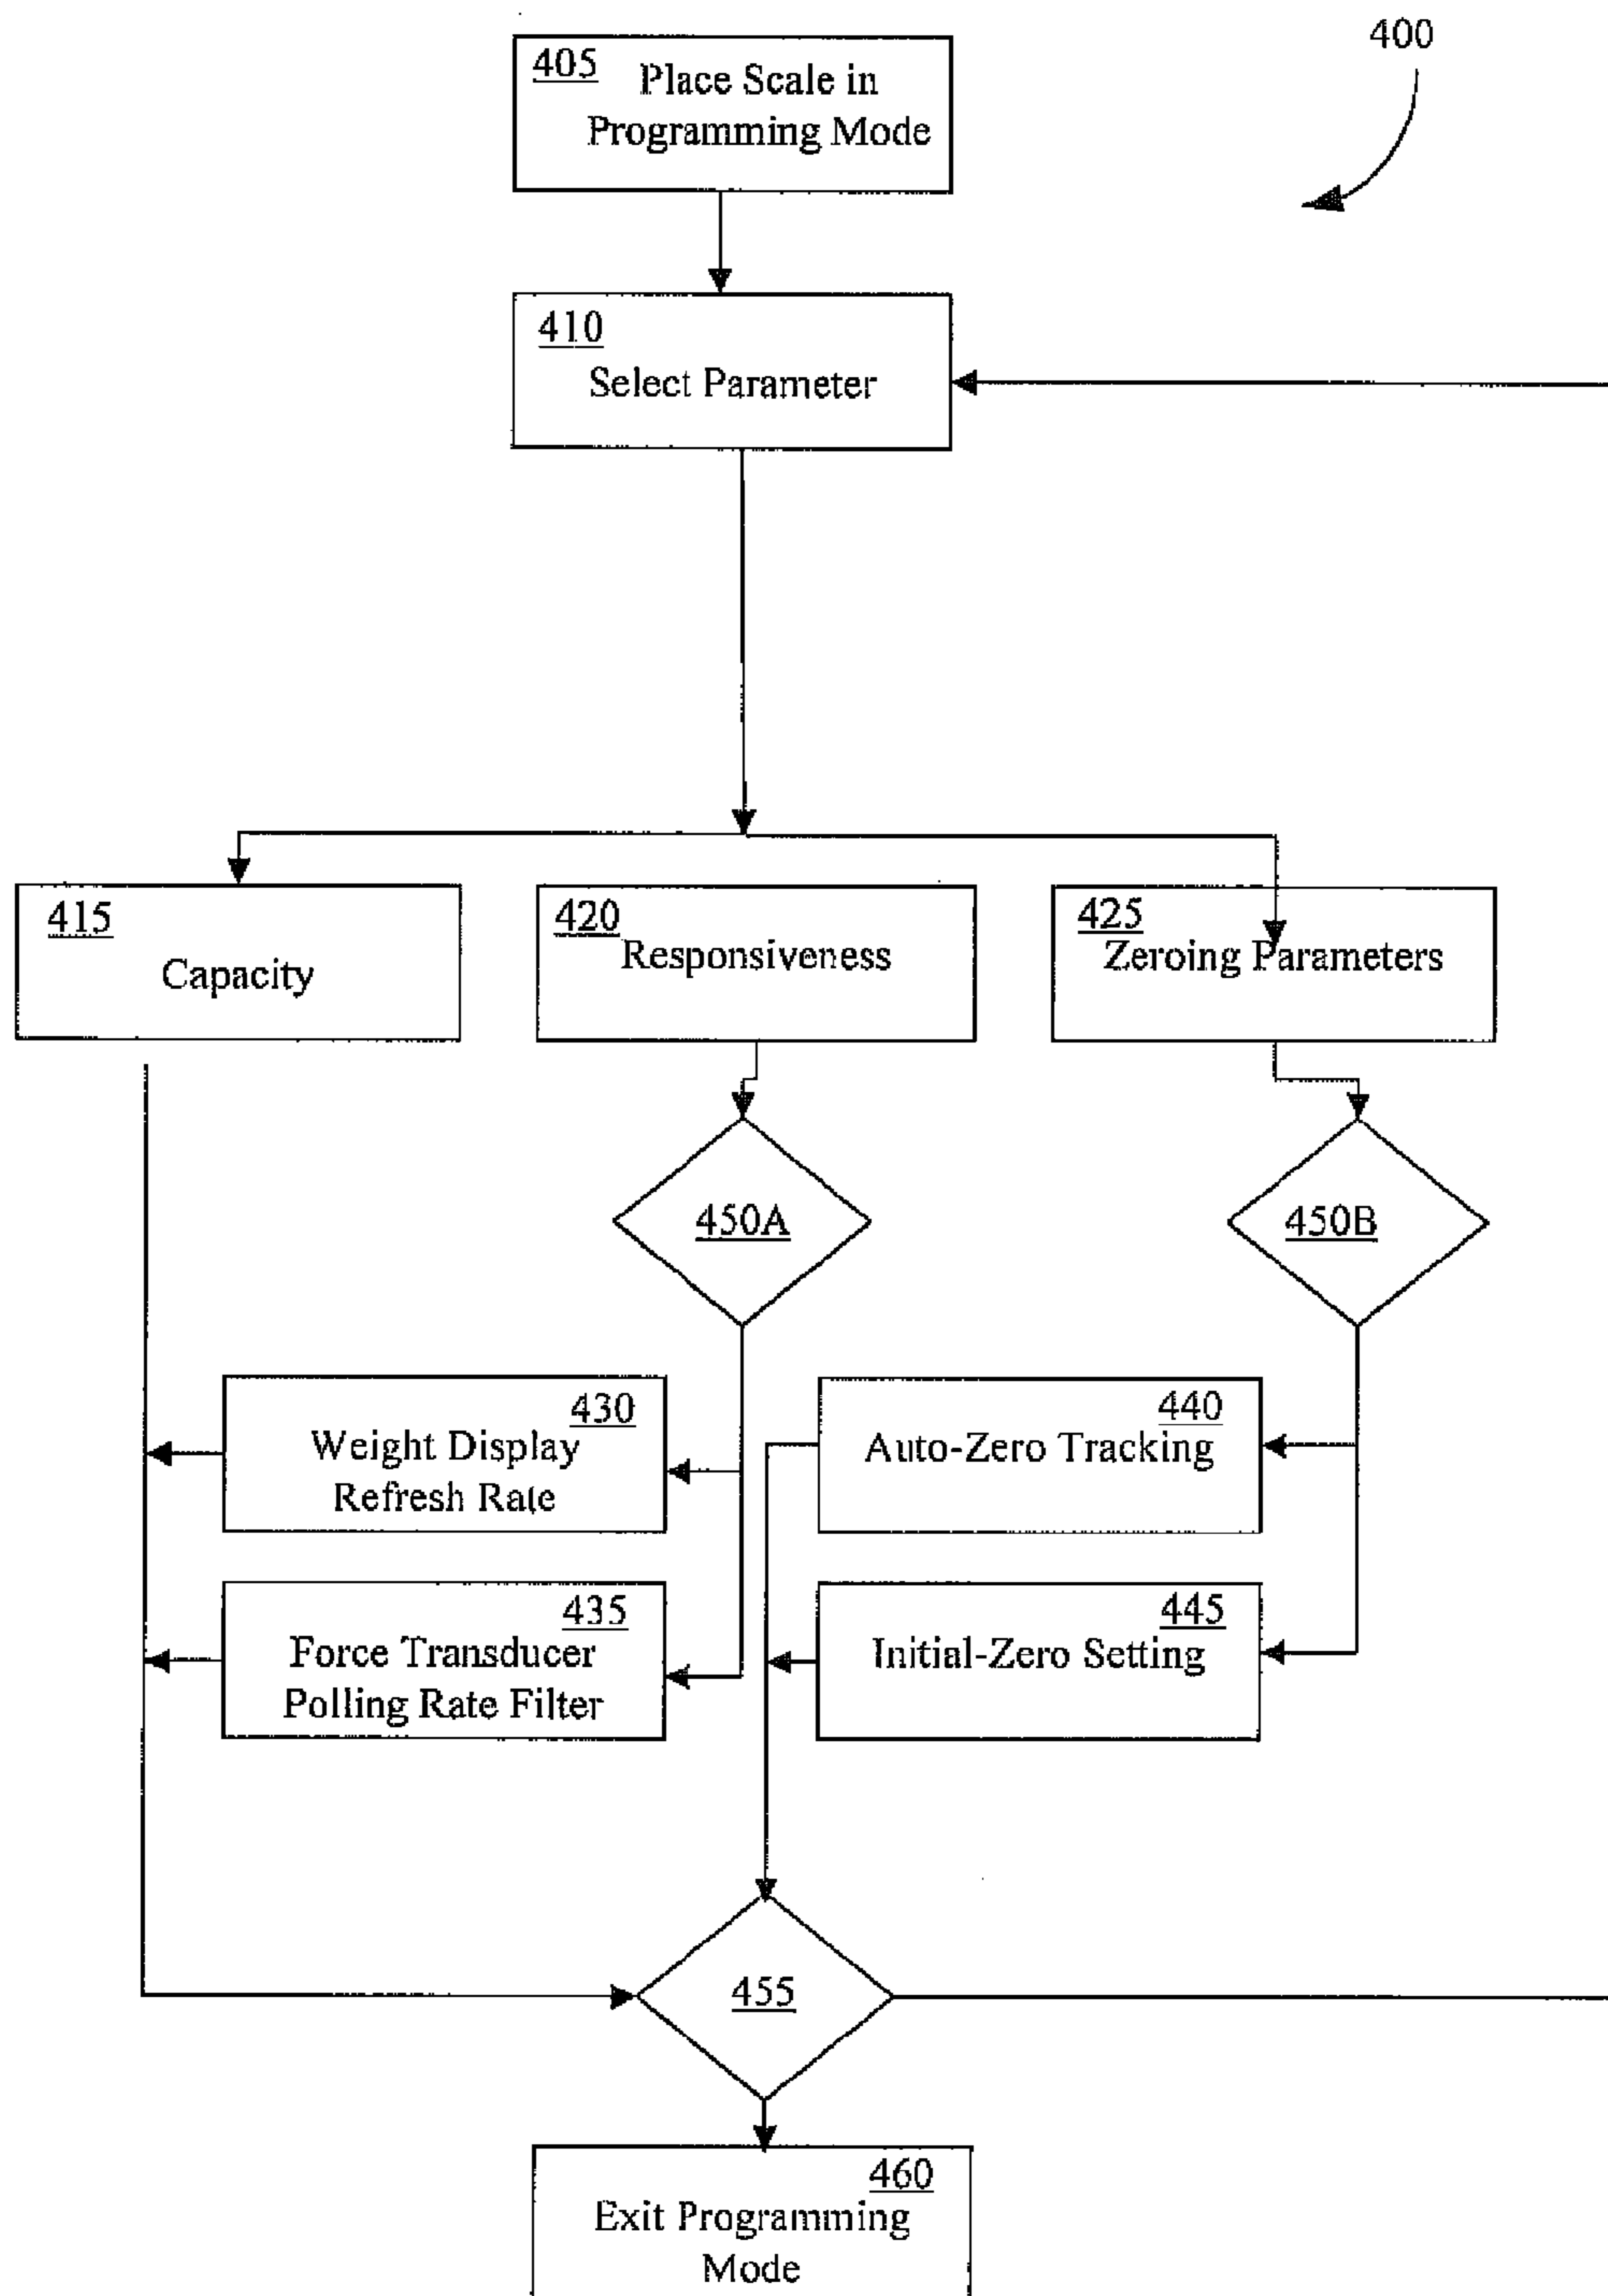 400
405 Place Scale in
Programming Mode
410
Select Parameter
415
Capacity
420
Responsiveness
425
Zeroing Parameters
450A
450B
430
Weight Display
Refresh Rate
440
Auto-Zero Tracking
435
Force Transducer
Polling Rate Filter
445
Initial-Zero Setting
455
460
Exit Programming
Mode